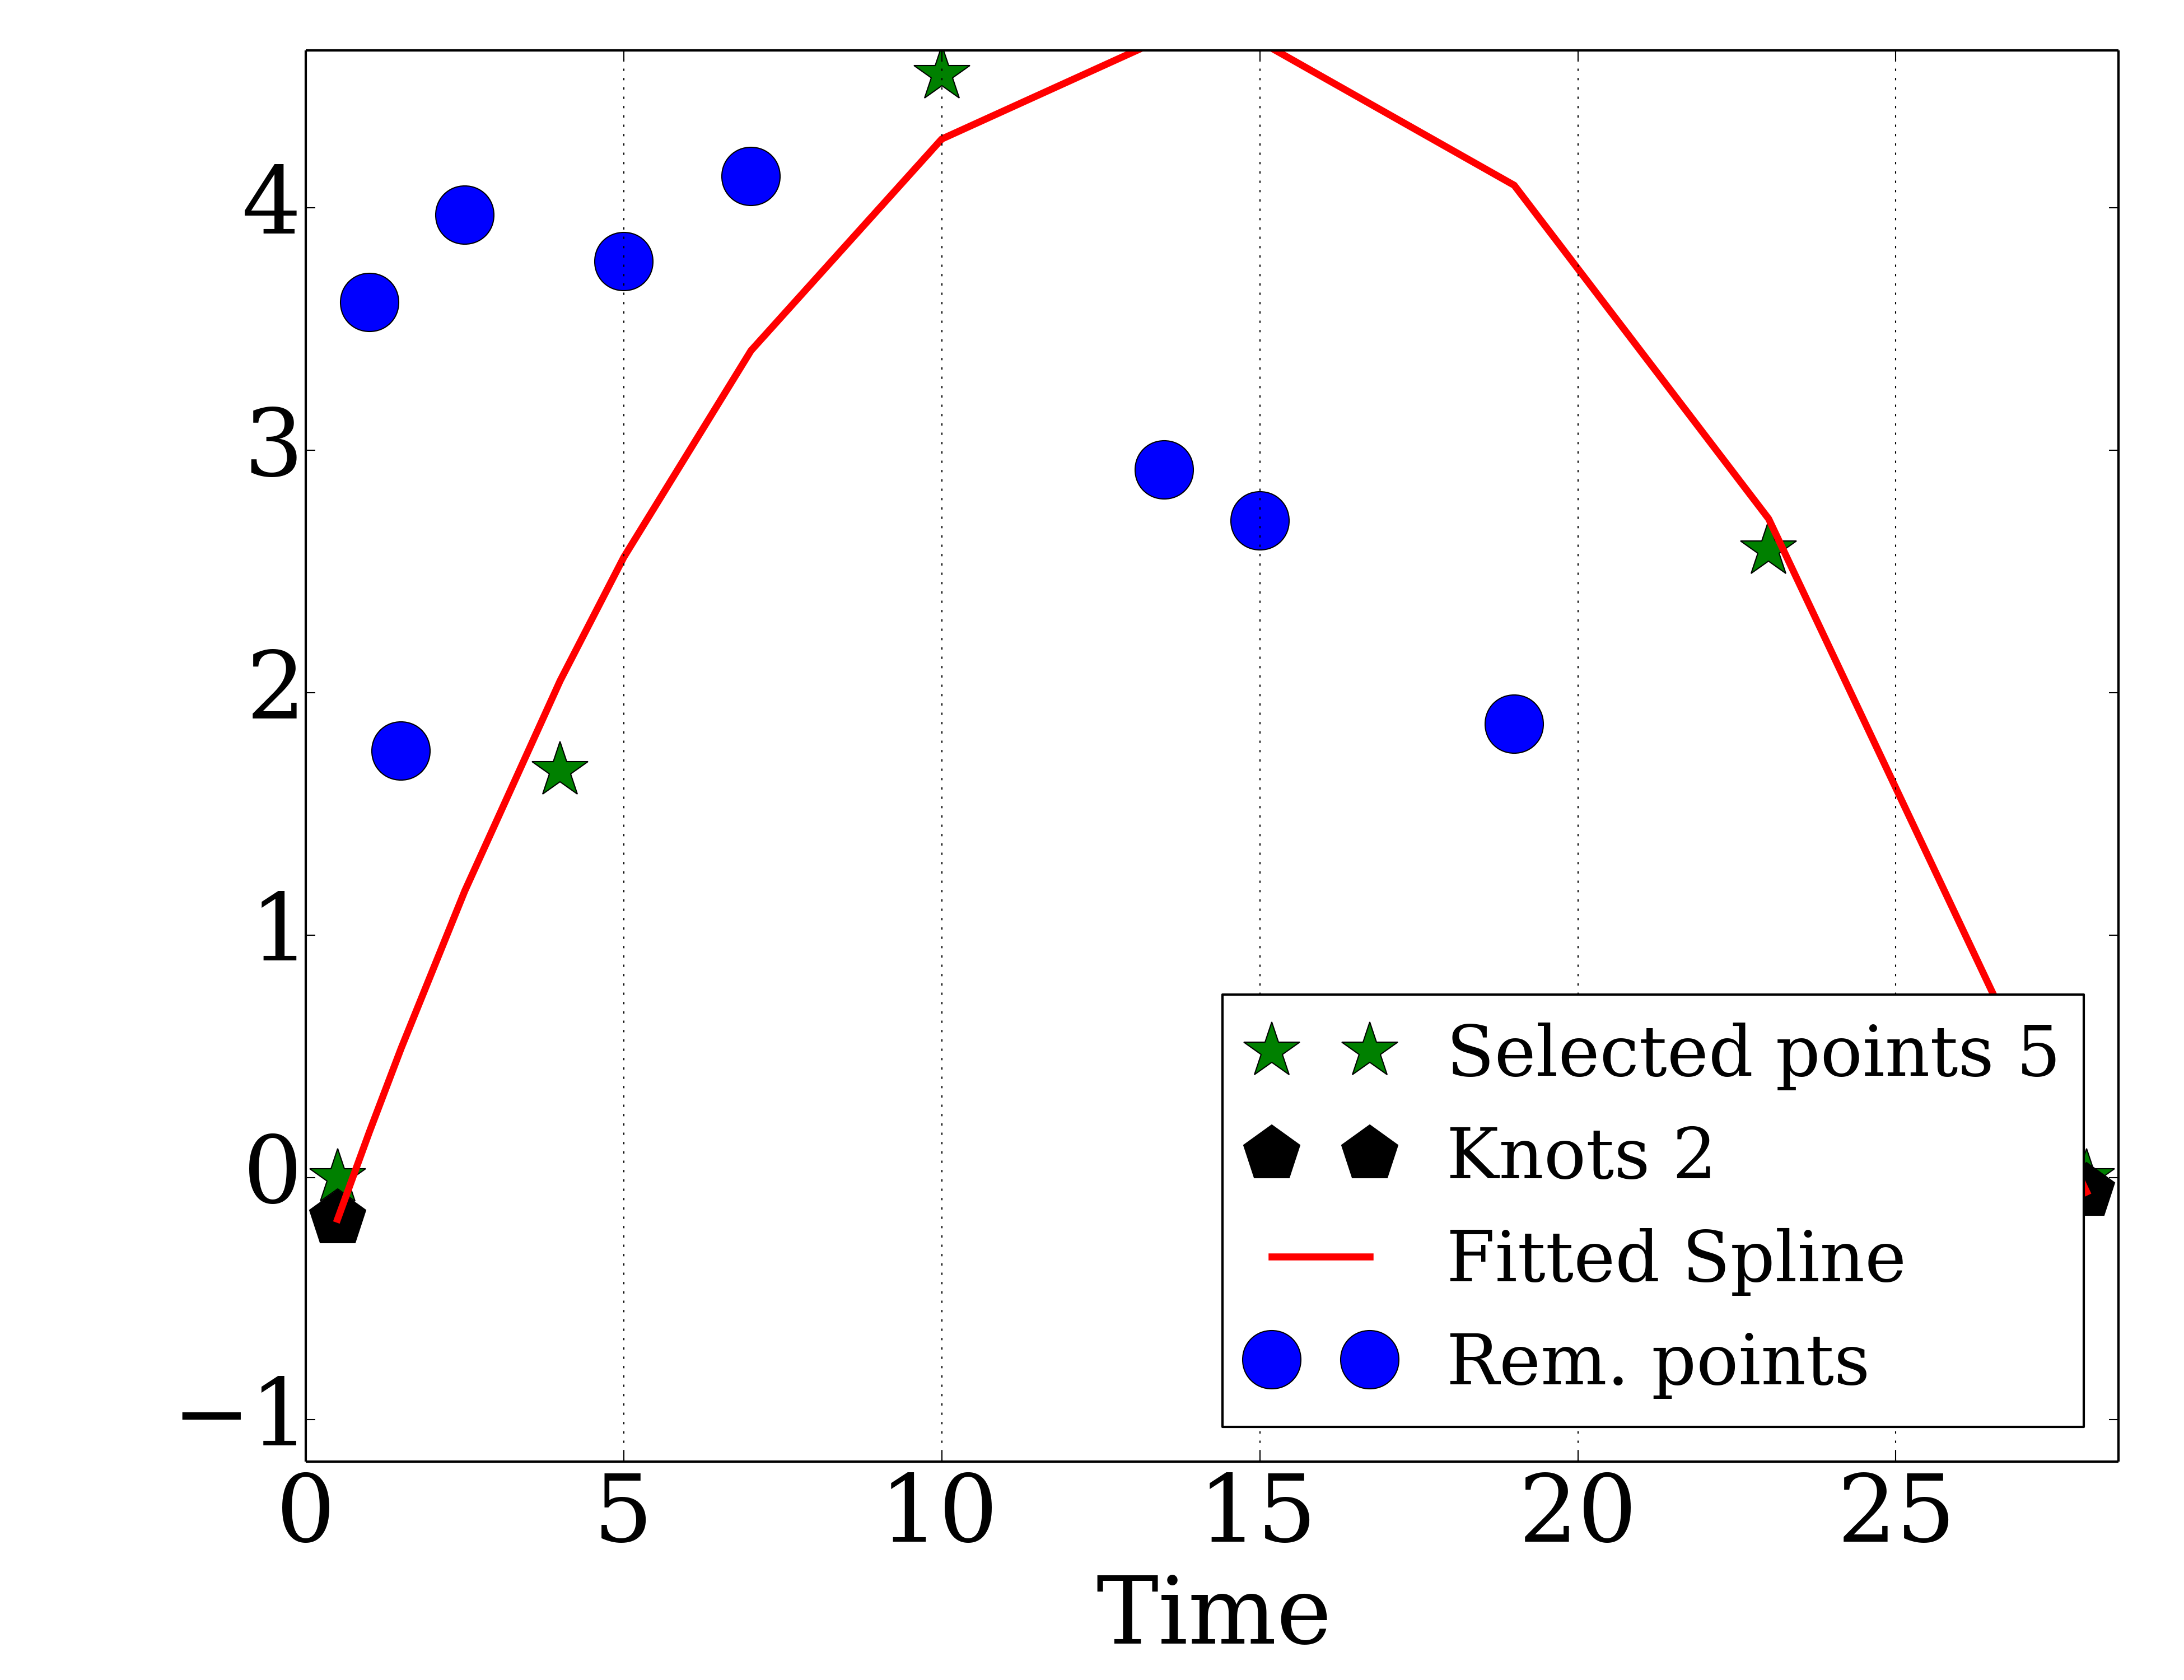 4
3
2
1
0
−1
0 5 10 15 20 25
Time
Selected points 5
Knots 2
Fitted Spline
Rem. points